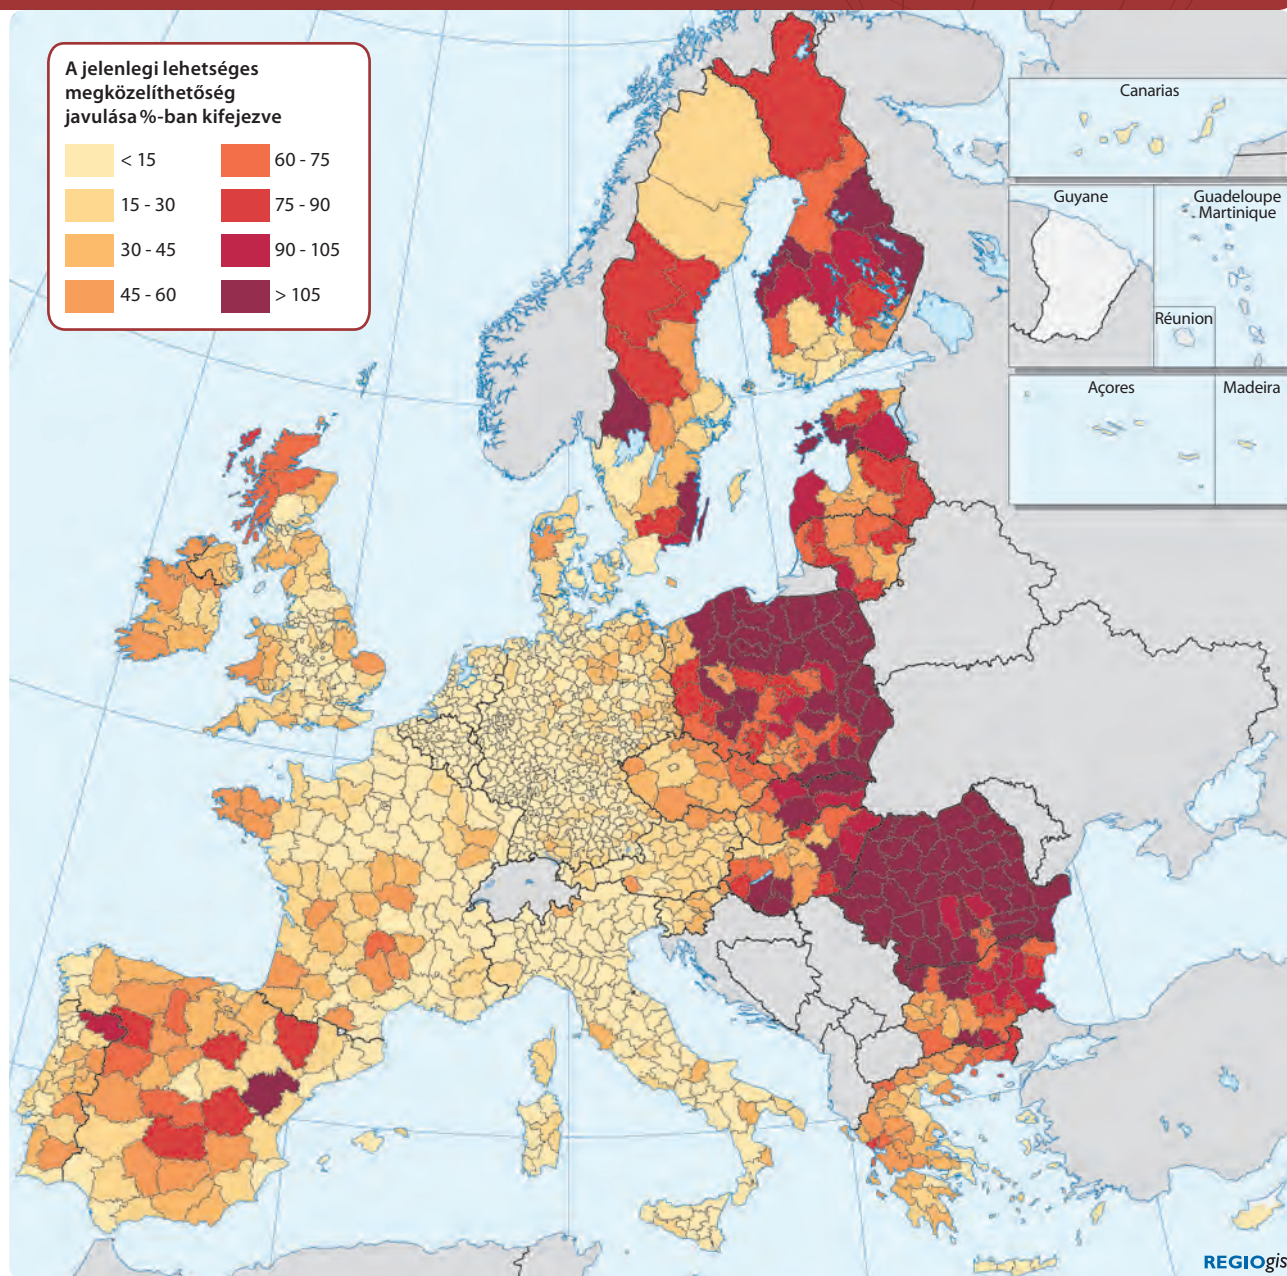 A jelenlegi lehetséges
megközelíthetőség
javulása %-ban kifejezve
< 15
15 - 30
30 - 45
45 - 60
60 - 75
75 - 90
90 - 105
> 105
Canarias
Guyane
Guadeloupe
Martinique
Réunion
Açores
Madeira
REGIOgis